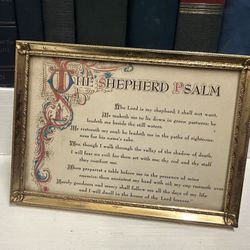 THE SHEPHERD PSALM
The Lord is my shepherd; I shall not want.
He maketh me to lie down in green pastures: he
leadeth me beside the still waters.
He restoreth my soul: he leadeth me in the paths of righteous-
ness for his name's sake.
Yea, though I walk through the valley of the shadow of death,
I will fear no evil: for thou art with me; thy rod and thy staff
they comfort me.
Thou preparest a table before me in the presence of mine
enemies: thou anointest my head with oil; my cup runneth over
Surely goodness and mercy shall follow me all the days of my life
and I will dwell in the house of the Lord forever."